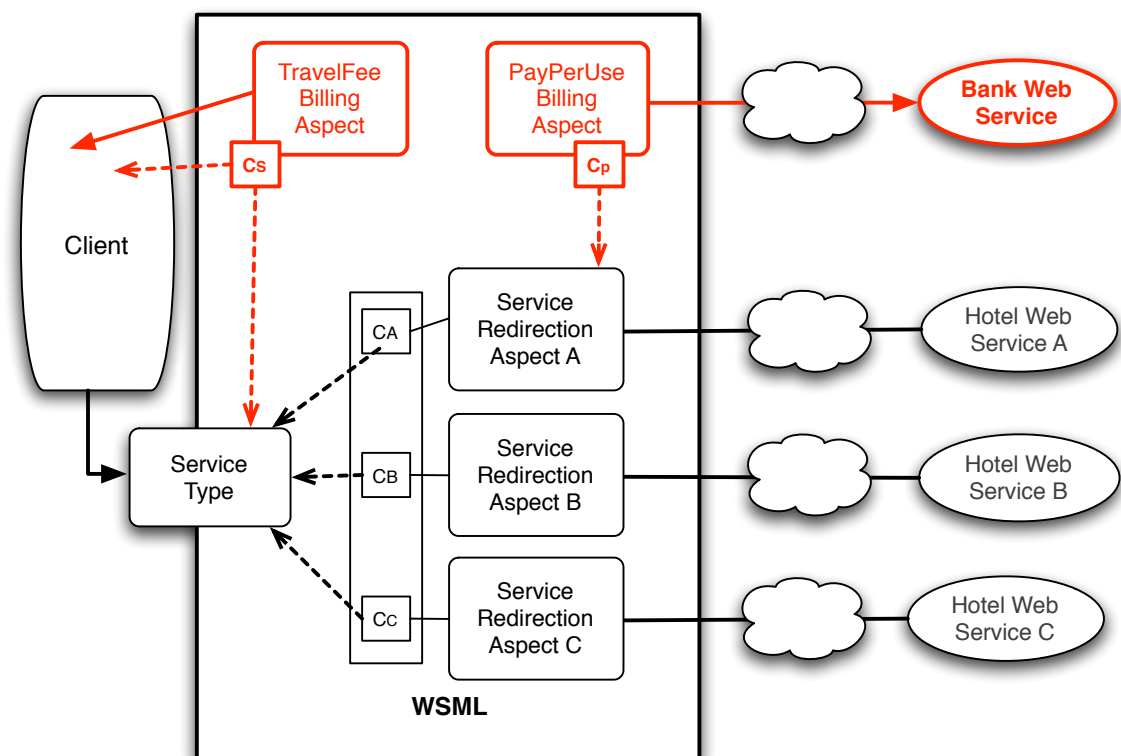 TravelFee
Billing
Aspect
Cs
PayPerUse
Billing
Aspect
Cp
Bank Web
Service
Client
CA
Service
Redirection
Aspect A
Hotel Web
Service A
Service
Type
CB
Service
Redirection
Aspect B
Hotel Web
Service B
Cc
Service
Redirection
Aspect C
Hotel Web
Service C
WSML